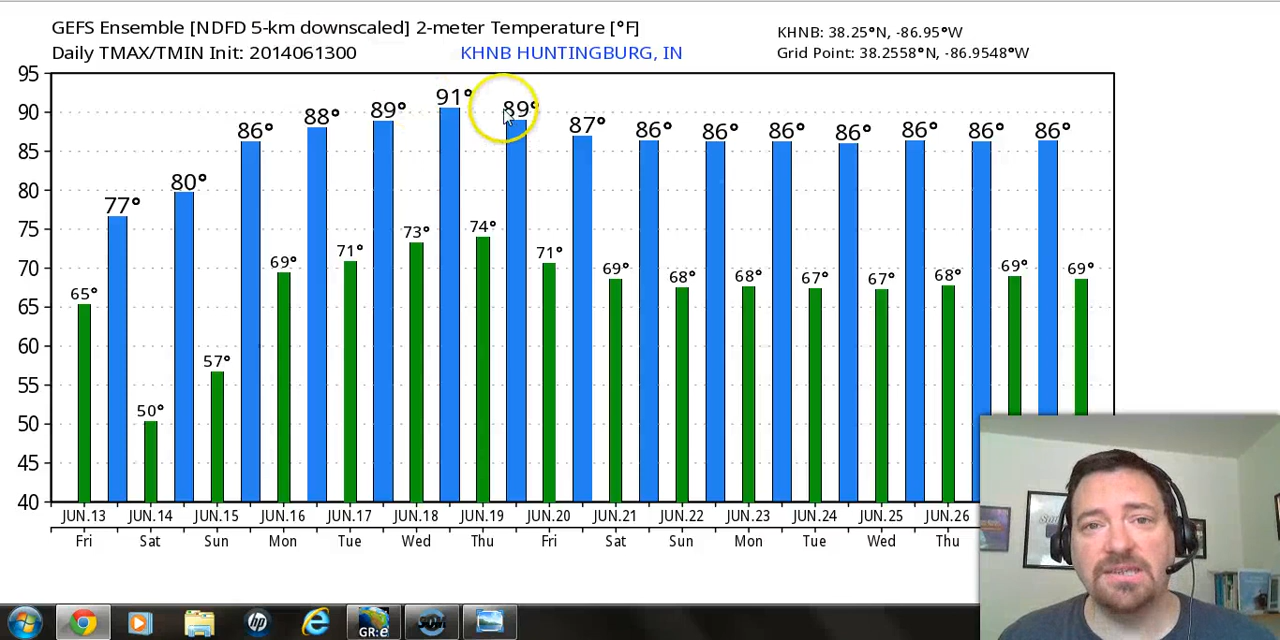 GEFS Ensemble [NDFD 5-km downscaled] 2-meter Temperature [°F]
Daily TMAX/TMIN Init: 2014061300
KHNB HUNTINGBURG, IN
KHNB: 38.25°N, -86.95°W
Grid Point: 38.2558°N, -86.9548°W
95
90
85
80
75
70
65
60
55
50
45
40
77° 80° 86° 88° 89° 91° 89° 87° 86° 86° 86° 86° 86° 86° 86°
65° 50° 57° 69° 71° 73° 74° 71° 69° 68° 68° 67° 67° 68° 69° 69°
JUN.13 JUN.14 JUN.15 JUN.16 JUN.17 JUN.18 JUN.19 JUN.20 JUN.21 JUN.22 JUN.23 JUN.24 JUN.25 JUN.26
Fri Sat Sun Mon Tue Wed Thu Fri Sat Sun Mon Tue Wed Thu
hp
GR:e